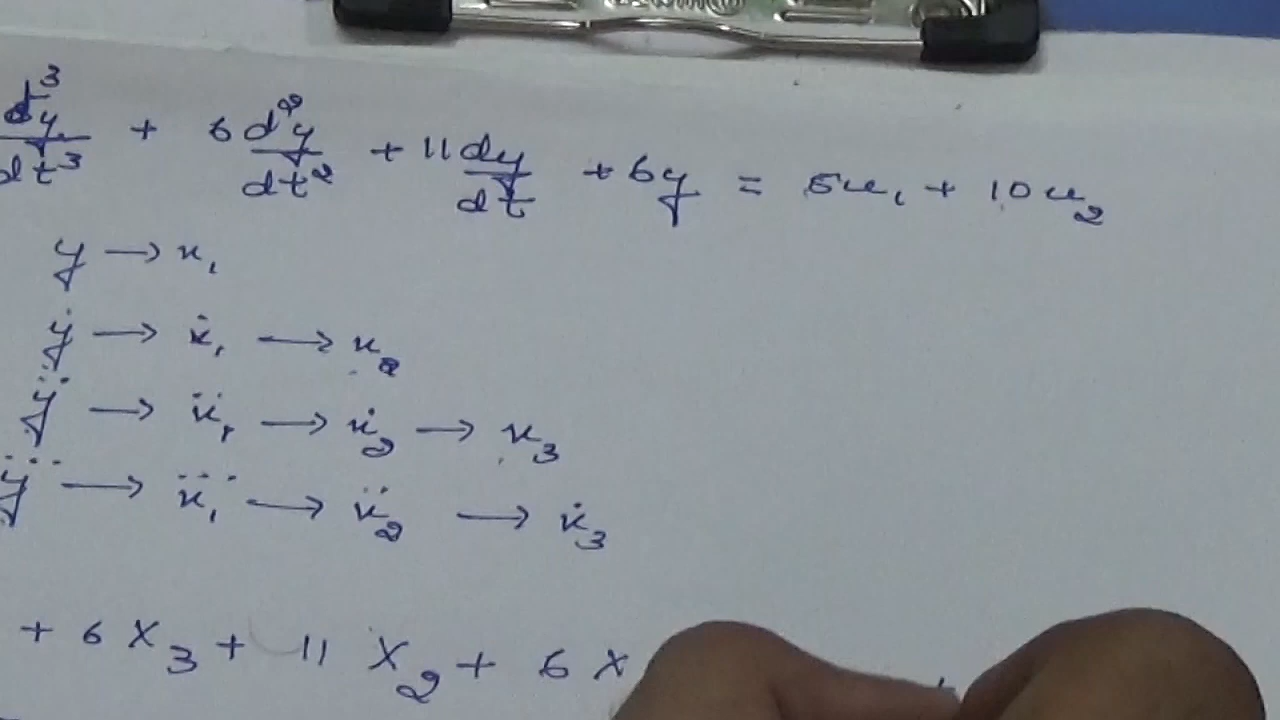 d³y/dt³ + 6 d²y/dt² + 11 dy/dt + 6y = 5u₁ + 10u₂
y → x₁
ẏ → ẋ₁ → x₂
ÿ → ẍ₁ → ẋ₂ → x₃
y⃛ → x⃛₁ → ẍ₂ → ẋ₃
+ 6 X₃ + 11 X₂ + 6 X